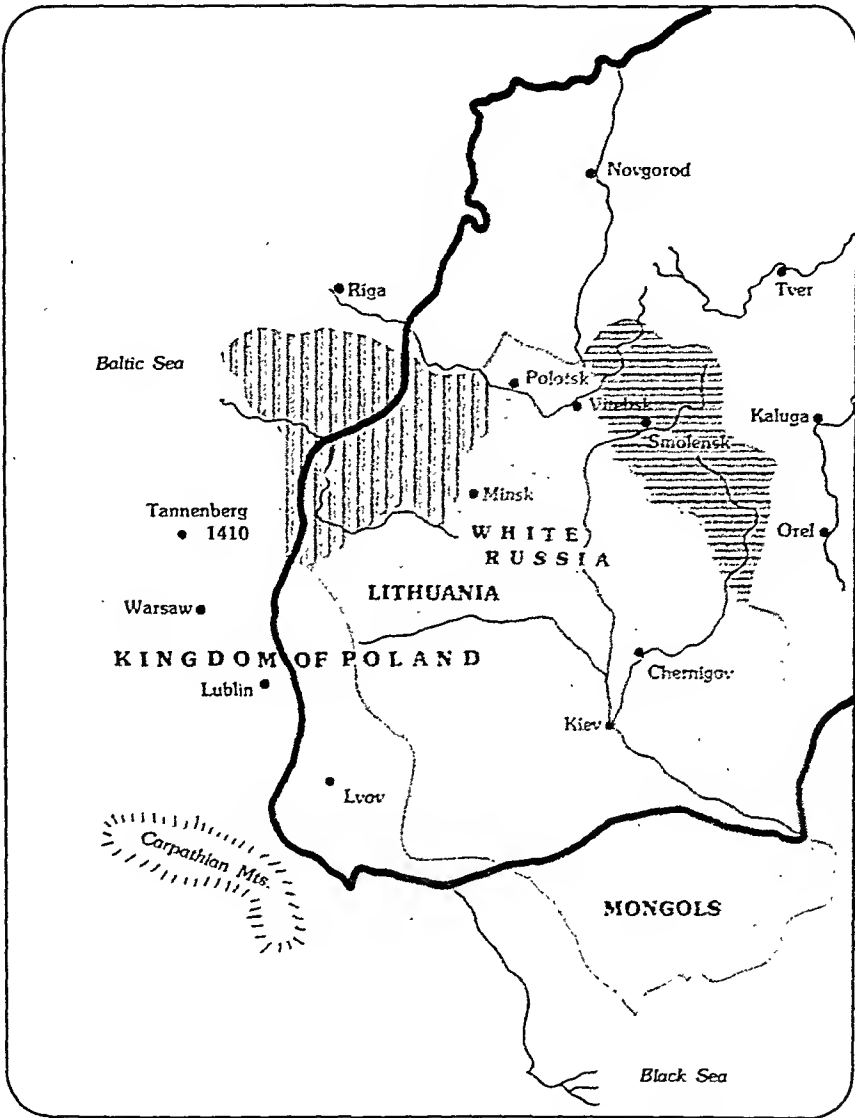 Novgorod
Tver
Riga
Baltic Sea
Polotsk
Vitebsk
Kaluga
Smolensk
Minsk
Tannenberg
1410
WHITE
RUSSIA
Orel
LITHUANIA
Warsaw
KINGDOM OF POLAND
Chernigov
Lublin
Kiev
Lvov
Carpathian Mts.
MONGOLS
Black Sea